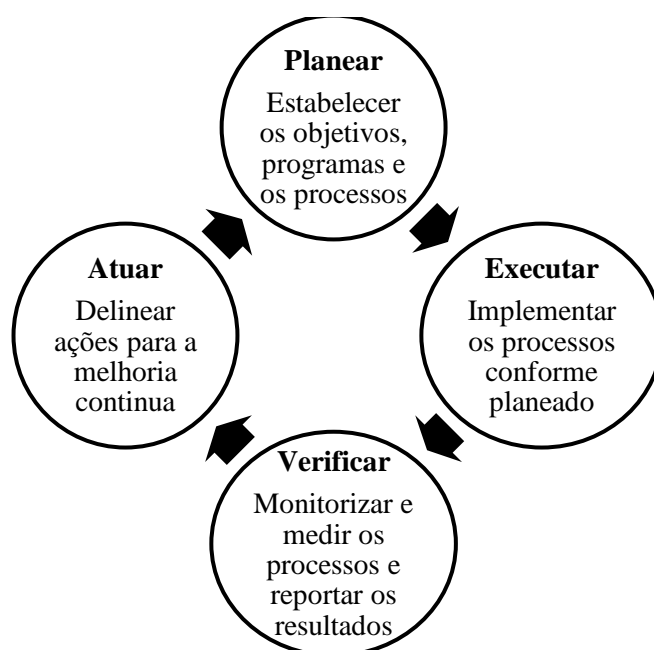 Planear
Estabelecer
os objetivos,
programas e
os processos
Executar
Implementar
os processos
conforme
planeado
Verificar
Monitorizar e
medir os
processos e
reportar os
resultados
Atuar
Delinear
ações para a
melhoria
continua